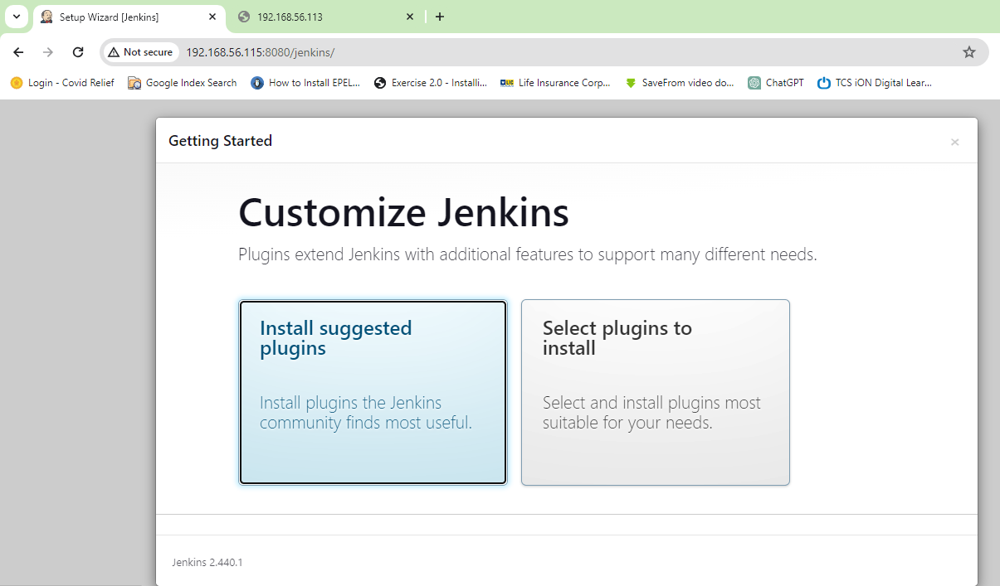 Setup Wizard [Jenkins]
192.168.56.113
Not secure
192.168.56.115:8080/jenkins/
Login - Covid Relief
Google Index Search
How to Install EPEL...
Exercise 2.0 - Installi...
LIC
Life Insurance Corp...
SaveFrom video do...
ChatGPT
TCS iON Digital Lear...
Getting Started
Customize Jenkins
Plugins extend Jenkins with additional features to support many different needs.
Install suggested
plugins
Install plugins the Jenkins
community finds most useful.
Select plugins to
install
Select and install plugins most
suitable for your needs.
Jenkins 2.440.1